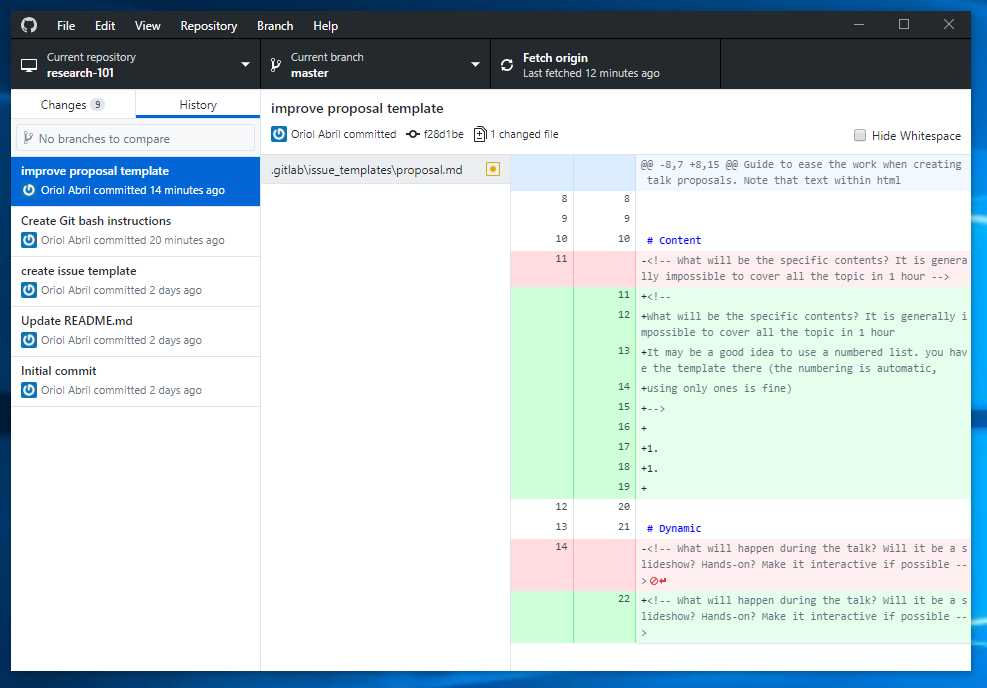 File Edit View Repository Branch Help
Current repository
research-101
Current branch
master
Fetch origin
Last fetched 12 minutes ago
Changes 9
History
No branches to compare
improve proposal template
Oriol Abril committed 14 minutes ago
Create Git bash instructions
Oriol Abril committed 20 minutes ago
create issue template
Oriol Abril committed 2 days ago
Update README.md
Oriol Abril committed 2 days ago
Initial commit
Oriol Abril committed 2 days ago
improve proposal template
Oriol Abril committed f28d1be 1 changed file
Hide Whitespace
.gitlab\issue_templates\proposal.md
@@ -8,7 +8,15 @@ Guide to ease the work when creating
talk proposals. Note that text within html
8 8
9 9
10 10 # Content
11 -<!-- What will be the specific contents? It is genera
lly impossible to cover all the topic in 1 hour -->
11 +<!--
12 +What will be the specific contents? It is generally i
mpossible to cover all the topic in 1 hour
13 +It may be a good idea to use a numbered list. you hav
e the template there (the numbering is automatic,
14 +using only ones is fine)
15 +-->
16 +
17 +1.
18 +1.
19 +
12 20
13 21 # Dynamic
14 -<!-- What will happen during the talk? Will it be a s
lideshow? Hands-on? Make it interactive if possible --
>
22 +<!-- What will happen during the talk? Will it be a s
lideshow? Hands-on? Make it interactive if possible --
>